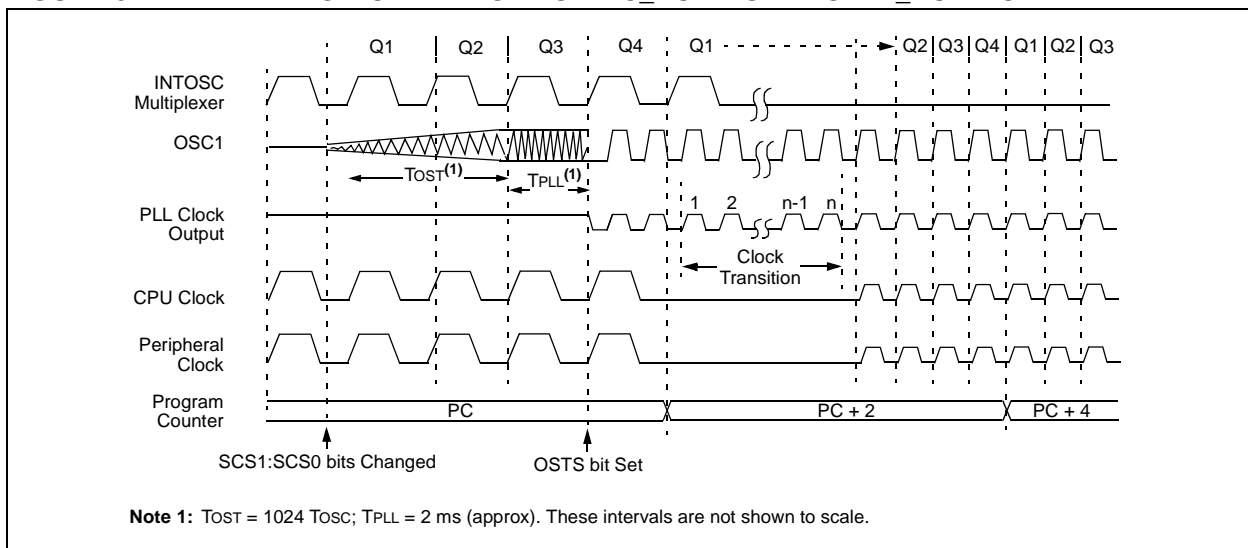 Q1 Q2 Q3 Q4 Q1 Q2 Q3 Q4 Q1 Q2 Q3
INTOSC
Multiplexer
OSC1
TOST(1)
TPLL(1)
PLL Clock
Output
1 2 n-1 n
Clock
Transition
CPU Clock
Peripheral
Clock
Program
Counter
PC PC + 2 PC + 4
SCS1:SCS0 bits Changed OSTS bit Set
Note 1: TOST = 1024 TOSC; TPLL = 2 ms (approx). These intervals are not shown to scale.